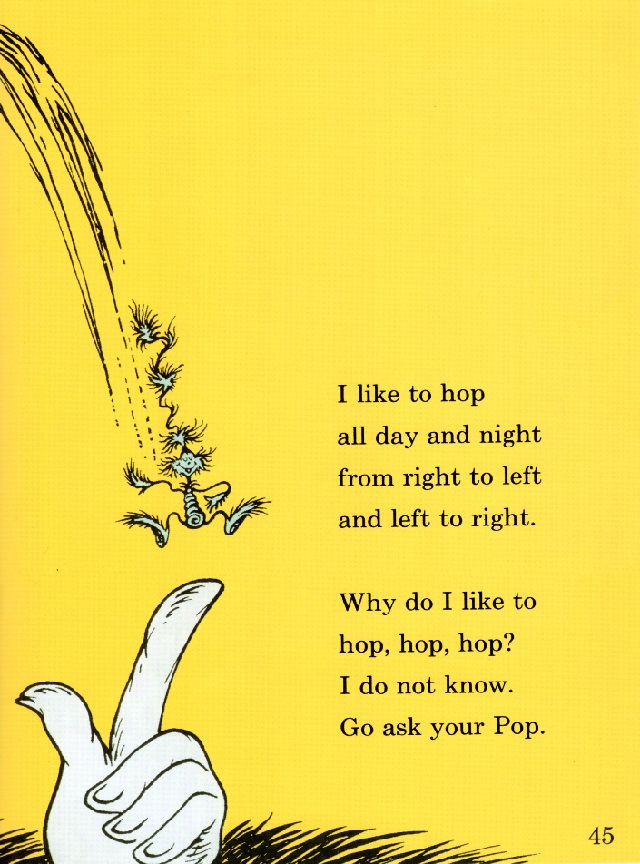 I like to hop
all day and night
from right to left
and left to right.
Why do I like to
hop, hop, hop?
I do not know.
Go ask your Pop.
45